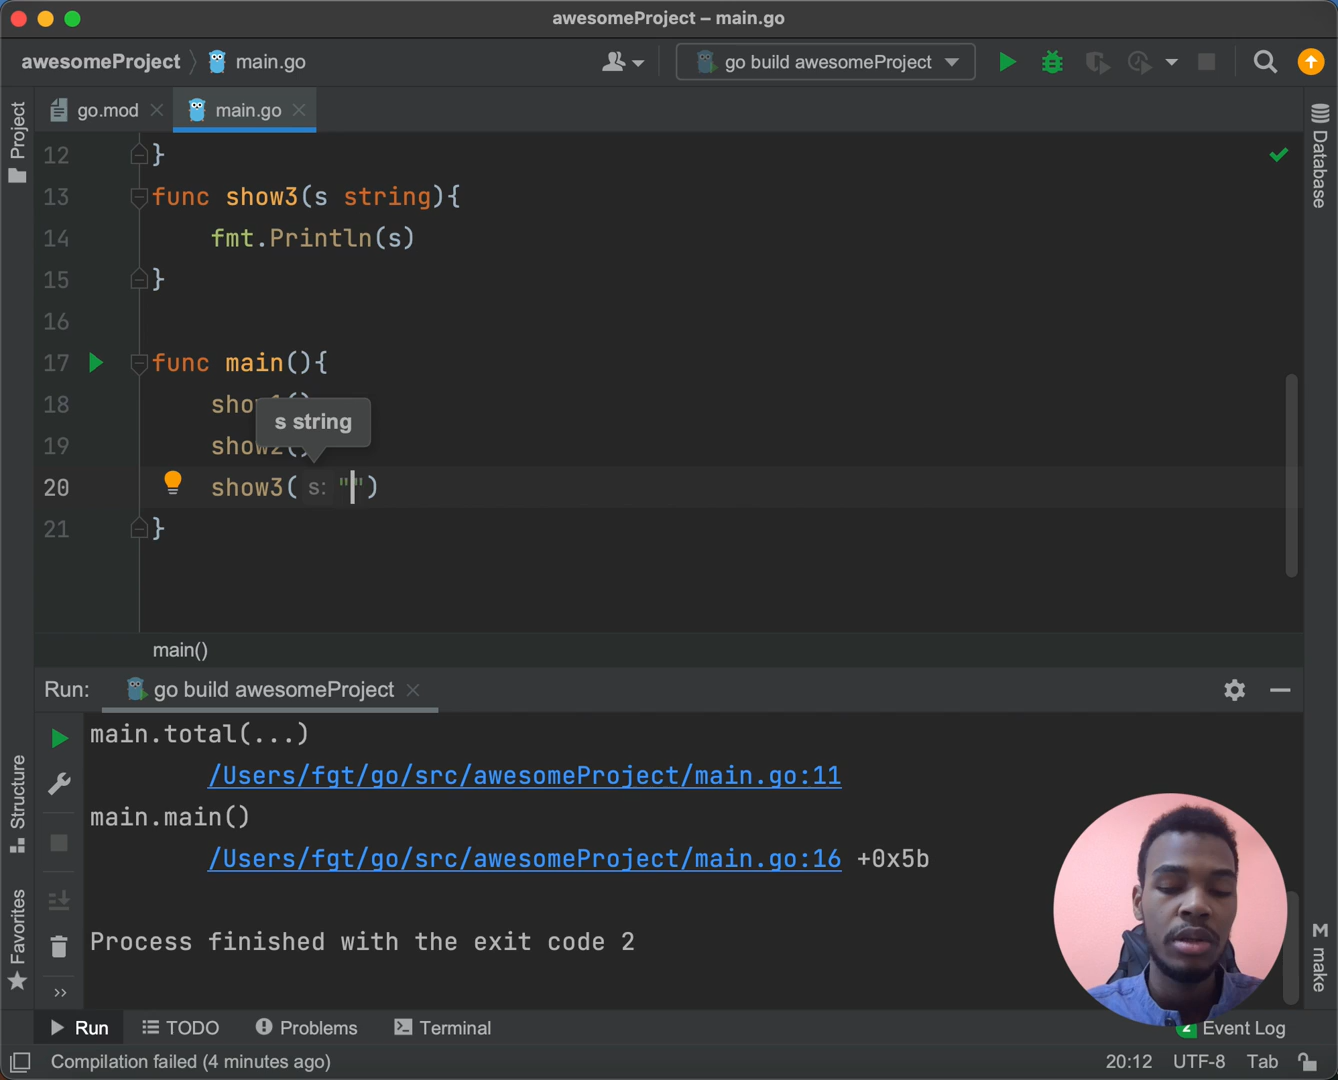 awesomeProject – main.go
awesomeProject
main.go
go build awesomeProject
go.mod
main.go
Project
Database
12 }
13 func show3(s string){
14 fmt.Println(s)
15 }
16
17 func main(){
18
19
20 show3( s: "")
21 }
s string
main()
Run: go build awesomeProject
main.total(...)
/Users/fgt/go/src/awesomeProject/main.go:11
main.main()
/Users/fgt/go/src/awesomeProject/main.go:16 +0x5b
Process finished with the exit code 2
Structure
Favorites
make
Run
TODO
Problems
Terminal
2 Event Log
Compilation failed (4 minutes ago)
20:12 UTF-8 Tab